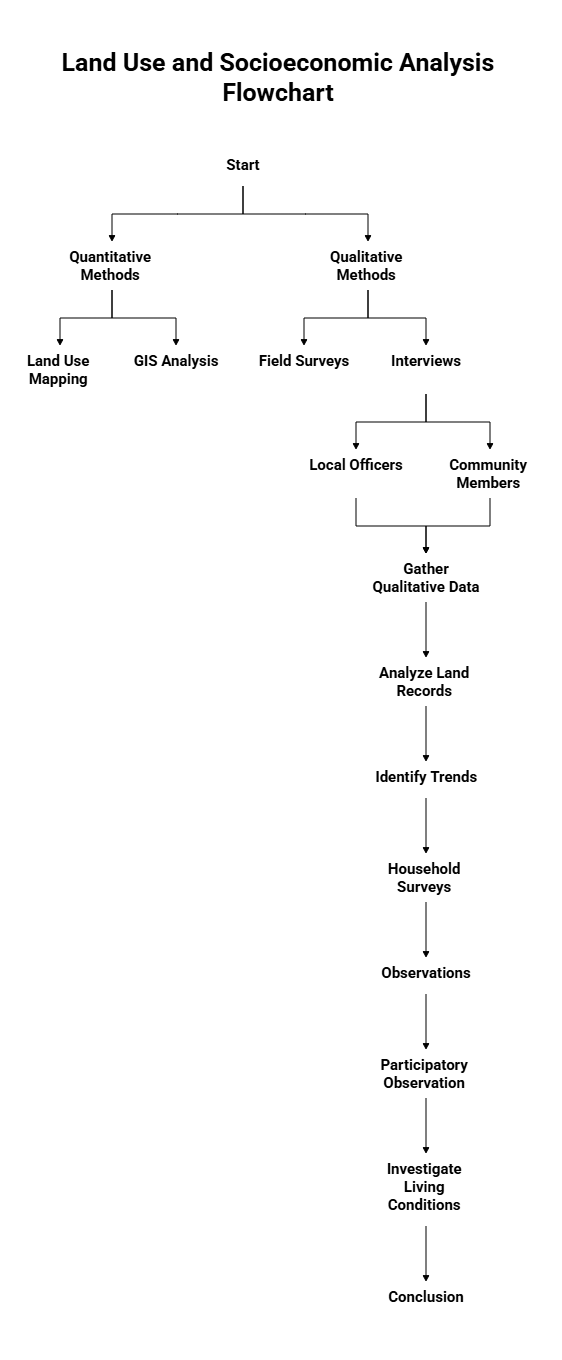 Land Use and Socioeconomic Analysis
Flowchart
Start
Quantitative
Methods
Qualitative
Methods
Land Use
Mapping
GIS Analysis
Field Surveys
Interviews
Local Officers
Community
Members
Gather
Qualitative Data
Analyze Land
Records
Identify Trends
Household
Surveys
Observations
Participatory
Observation
Investigate
Living
Conditions
Conclusion